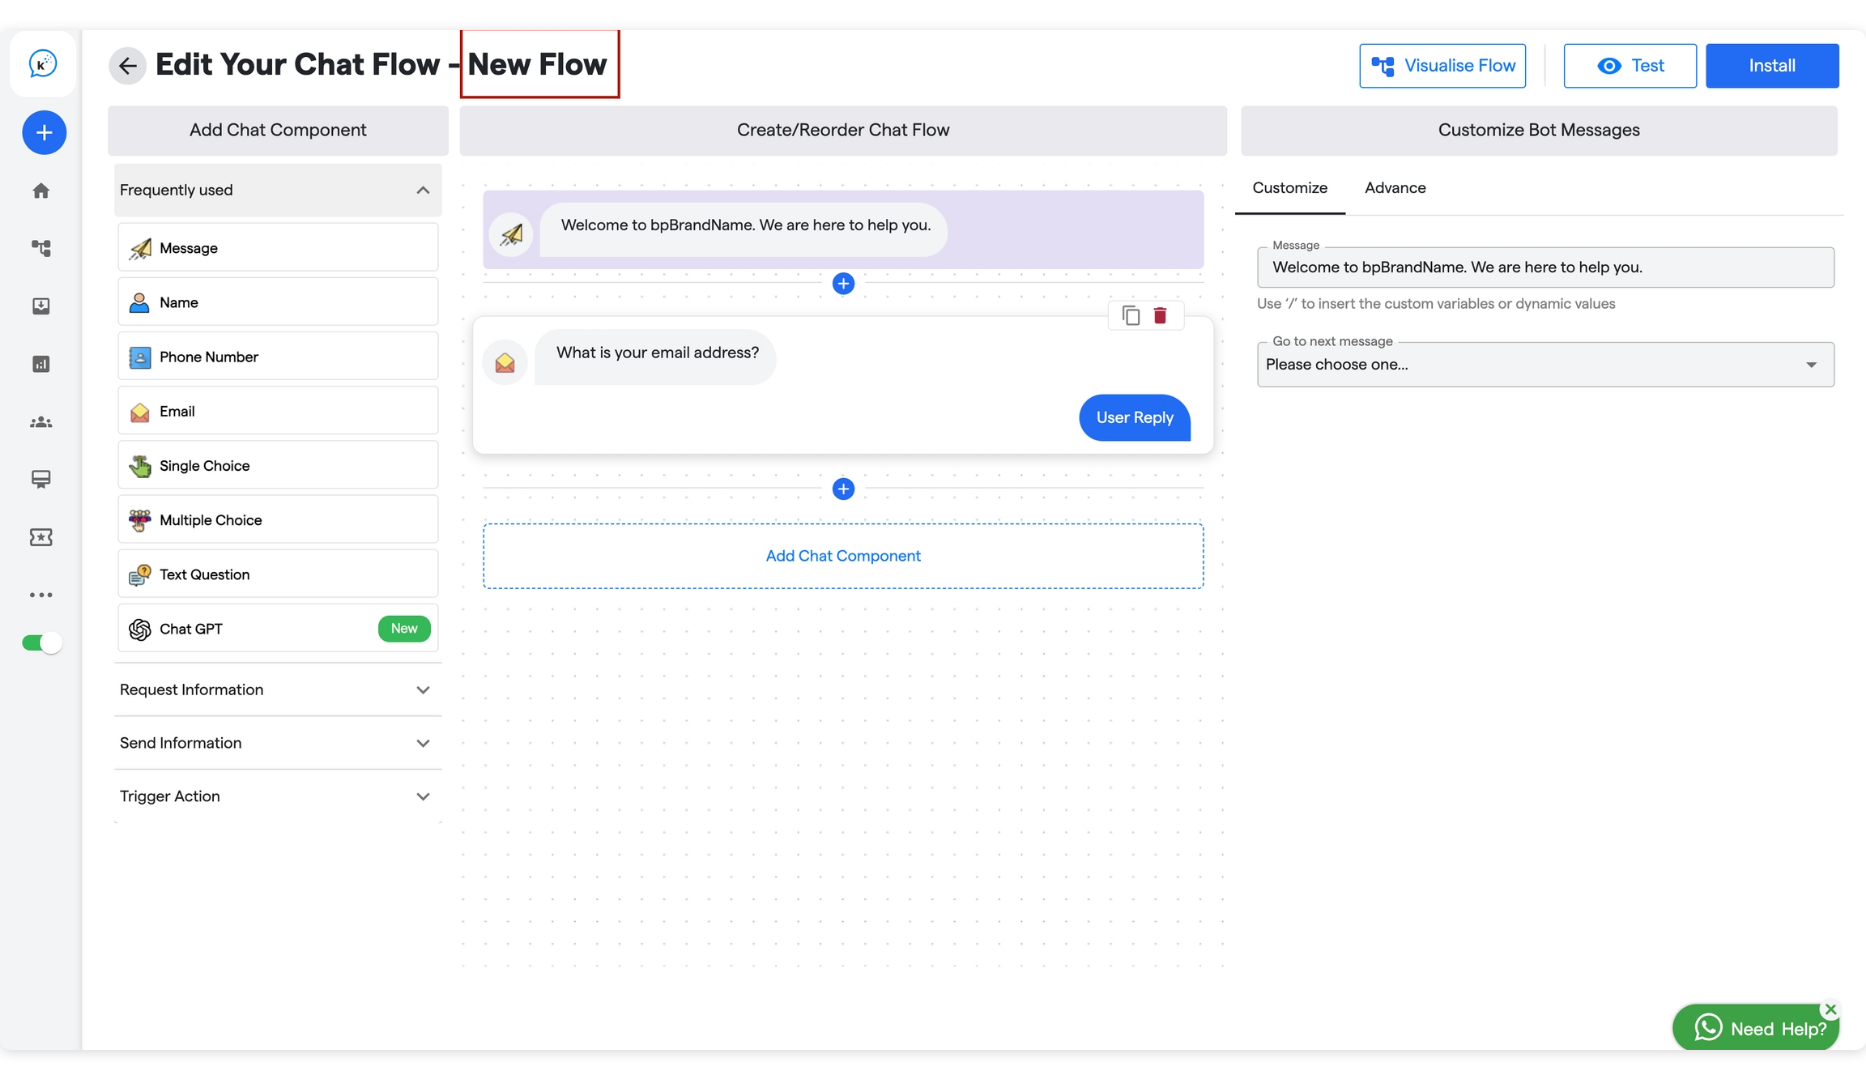 K
Edit Your Chat Flow - New Flow
Visualise Flow
Test
Install
Add Chat Component
Create/Reorder Chat Flow
Customize Bot Messages
Frequently used
Message
Name
Phone Number
Email
Single Choice
Multiple Choice
Text Question
Chat GPT
New
Request Information
Send Information
Trigger Action
Welcome to bpBrandName. We are here to help you.
What is your email address?
User Reply
Add Chat Component
Customize
Advance
Message
Welcome to bpBrandName. We are here to help you.
Use ‘/’ to insert the custom variables or dynamic values
Go to next message
Please choose one...
Need Help?